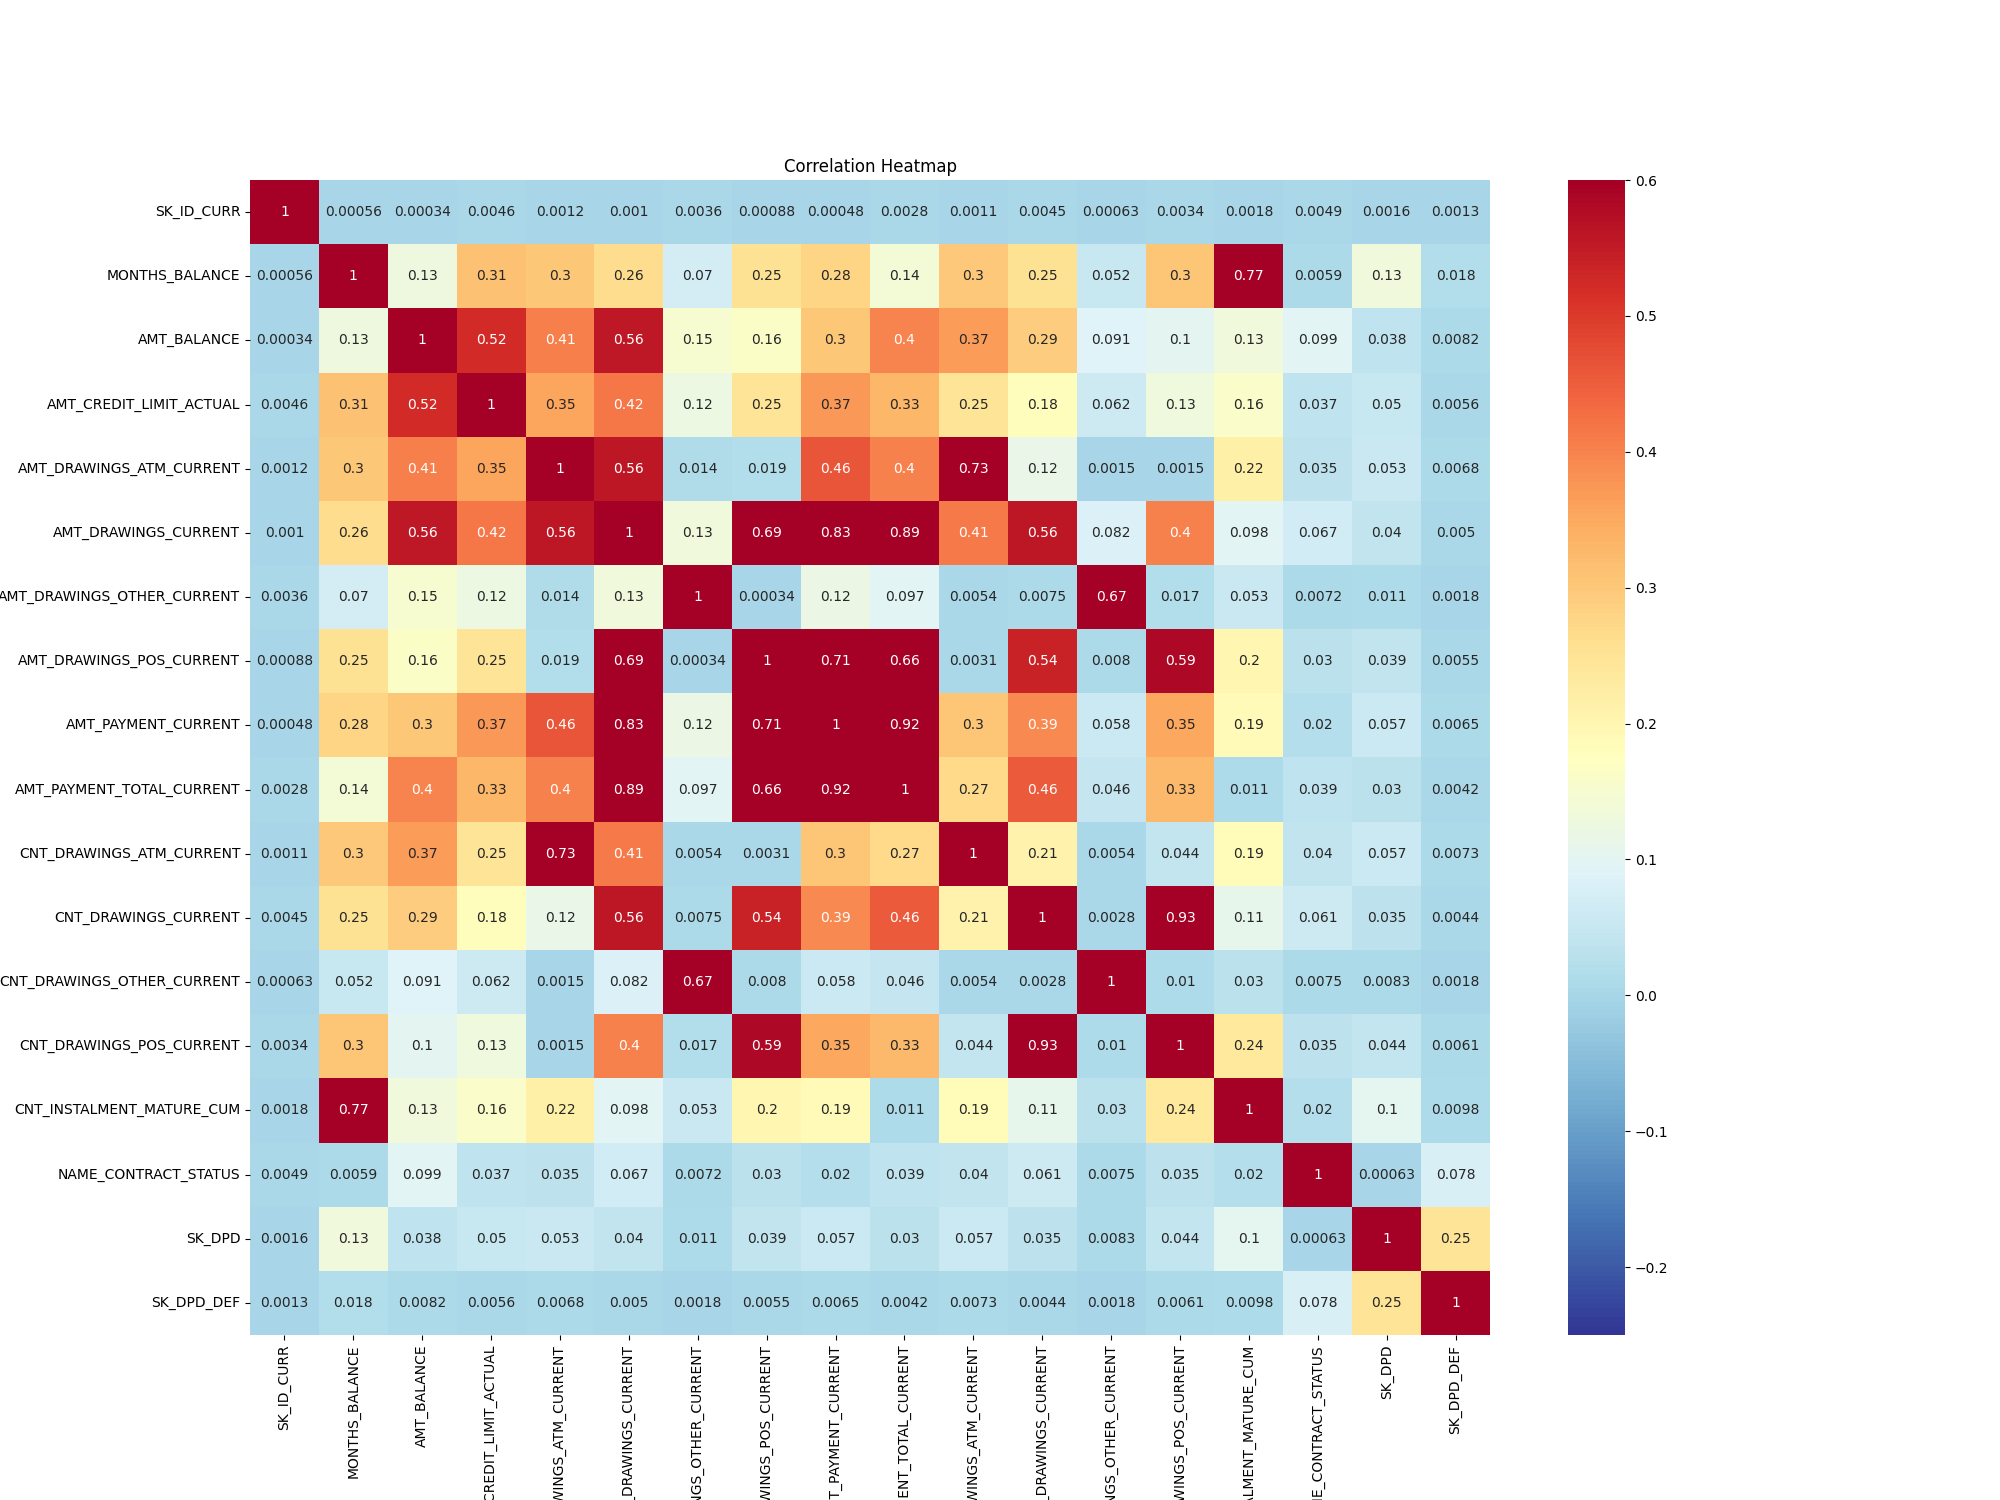 Correlation Heatmap
SK_ID_CURR 1 0.00056 0.00034 0.0046 0.0012 0.001 0.0036 0.00088 0.00048 0.0028 0.0011 0.0045 0.00063 0.0034 0.0018 0.0049 0.0016 0.0013
MONTHS_BALANCE 0.00056 1 0.13 0.31 0.3 0.26 0.07 0.25 0.28 0.14 0.3 0.25 0.052 0.3 0.77 0.0059 0.13 0.018
AMT_BALANCE 0.00034 0.13 1 0.52 0.41 0.56 0.15 0.16 0.3 0.4 0.37 0.29 0.091 0.1 0.13 0.099 0.038 0.0082
AMT_CREDIT_LIMIT_ACTUAL 0.0046 0.31 0.52 1 0.35 0.42 0.12 0.25 0.37 0.33 0.25 0.18 0.062 0.13 0.16 0.037 0.05 0.0056
AMT_DRAWINGS_ATM_CURRENT 0.0012 0.3 0.41 0.35 1 0.56 0.014 0.019 0.46 0.4 0.73 0.12 0.0015 0.0015 0.22 0.035 0.053 0.0068
AMT_DRAWINGS_CURRENT 0.001 0.26 0.56 0.42 0.56 1 0.13 0.69 0.83 0.89 0.41 0.56 0.082 0.4 0.098 0.067 0.04 0.005
AMT_DRAWINGS_OTHER_CURRENT 0.0036 0.07 0.15 0.12 0.014 0.13 1 0.00034 0.12 0.097 0.0054 0.0075 0.67 0.017 0.053 0.0072 0.011 0.0018
AMT_DRAWINGS_POS_CURRENT 0.00088 0.25 0.16 0.25 0.019 0.69 0.00034 1 0.71 0.66 0.0031 0.54 0.008 0.59 0.2 0.03 0.039 0.0055
AMT_PAYMENT_CURRENT 0.00048 0.28 0.3 0.37 0.46 0.83 0.12 0.71 1 0.92 0.3 0.39 0.058 0.35 0.19 0.02 0.057 0.0065
AMT_PAYMENT_TOTAL_CURRENT 0.0028 0.14 0.4 0.33 0.4 0.89 0.097 0.66 0.92 1 0.27 0.46 0.046 0.33 0.011 0.039 0.03 0.0042
CNT_DRAWINGS_ATM_CURRENT 0.0011 0.3 0.37 0.25 0.73 0.41 0.0054 0.0031 0.3 0.27 1 0.21 0.0054 0.044 0.19 0.04 0.057 0.0073
CNT_DRAWINGS_CURRENT 0.0045 0.25 0.29 0.18 0.12 0.56 0.0075 0.54 0.39 0.46 0.21 1 0.0028 0.93 0.11 0.061 0.035 0.0044
CNT_DRAWINGS_OTHER_CURRENT 0.00063 0.052 0.091 0.062 0.0015 0.082 0.67 0.008 0.058 0.046 0.0054 0.0028 1 0.01 0.03 0.0075 0.0083 0.0018
CNT_DRAWINGS_POS_CURRENT 0.0034 0.3 0.1 0.13 0.0015 0.4 0.017 0.59 0.35 0.33 0.044 0.93 0.01 1 0.24 0.035 0.044 0.0061
CNT_INSTALMENT_MATURE_CUM 0.0018 0.77 0.13 0.16 0.22 0.098 0.053 0.2 0.19 0.011 0.19 0.11 0.03 0.24 1 0.02 0.1 0.0098
NAME_CONTRACT_STATUS 0.0049 0.0059 0.099 0.037 0.035 0.067 0.0072 0.03 0.02 0.039 0.04 0.061 0.0075 0.035 0.02 1 0.00063 0.078
SK_DPD 0.0016 0.13 0.038 0.05 0.053 0.04 0.011 0.039 0.057 0.03 0.057 0.035 0.0083 0.044 0.1 0.00063 1 0.25
SK_DPD_DEF 0.0013 0.018 0.0082 0.0056 0.0068 0.005 0.0018 0.0055 0.0065 0.0042 0.0073 0.0044 0.0018 0.0061 0.0098 0.078 0.25 1
SK_ID_CURR
MONTHS_BALANCE
AMT_BALANCE
CREDIT_LIMIT_ACTUAL
WINGS_ATM_CURRENT
_DRAWINGS_CURRENT
NGS_OTHER_CURRENT
WINGS_POS_CURRENT
T_PAYMENT_CURRENT
ENT_TOTAL_CURRENT
WINGS_ATM_CURRENT
_DRAWINGS_CURRENT
NGS_OTHER_CURRENT
WINGS_POS_CURRENT
ALMENT_MATURE_CUM
IE_CONTRACT_STATUS
SK_DPD
SK_DPD_DEF
0.6
0.5
0.4
0.3
0.2
0.1
0.0
−0.1
−0.2